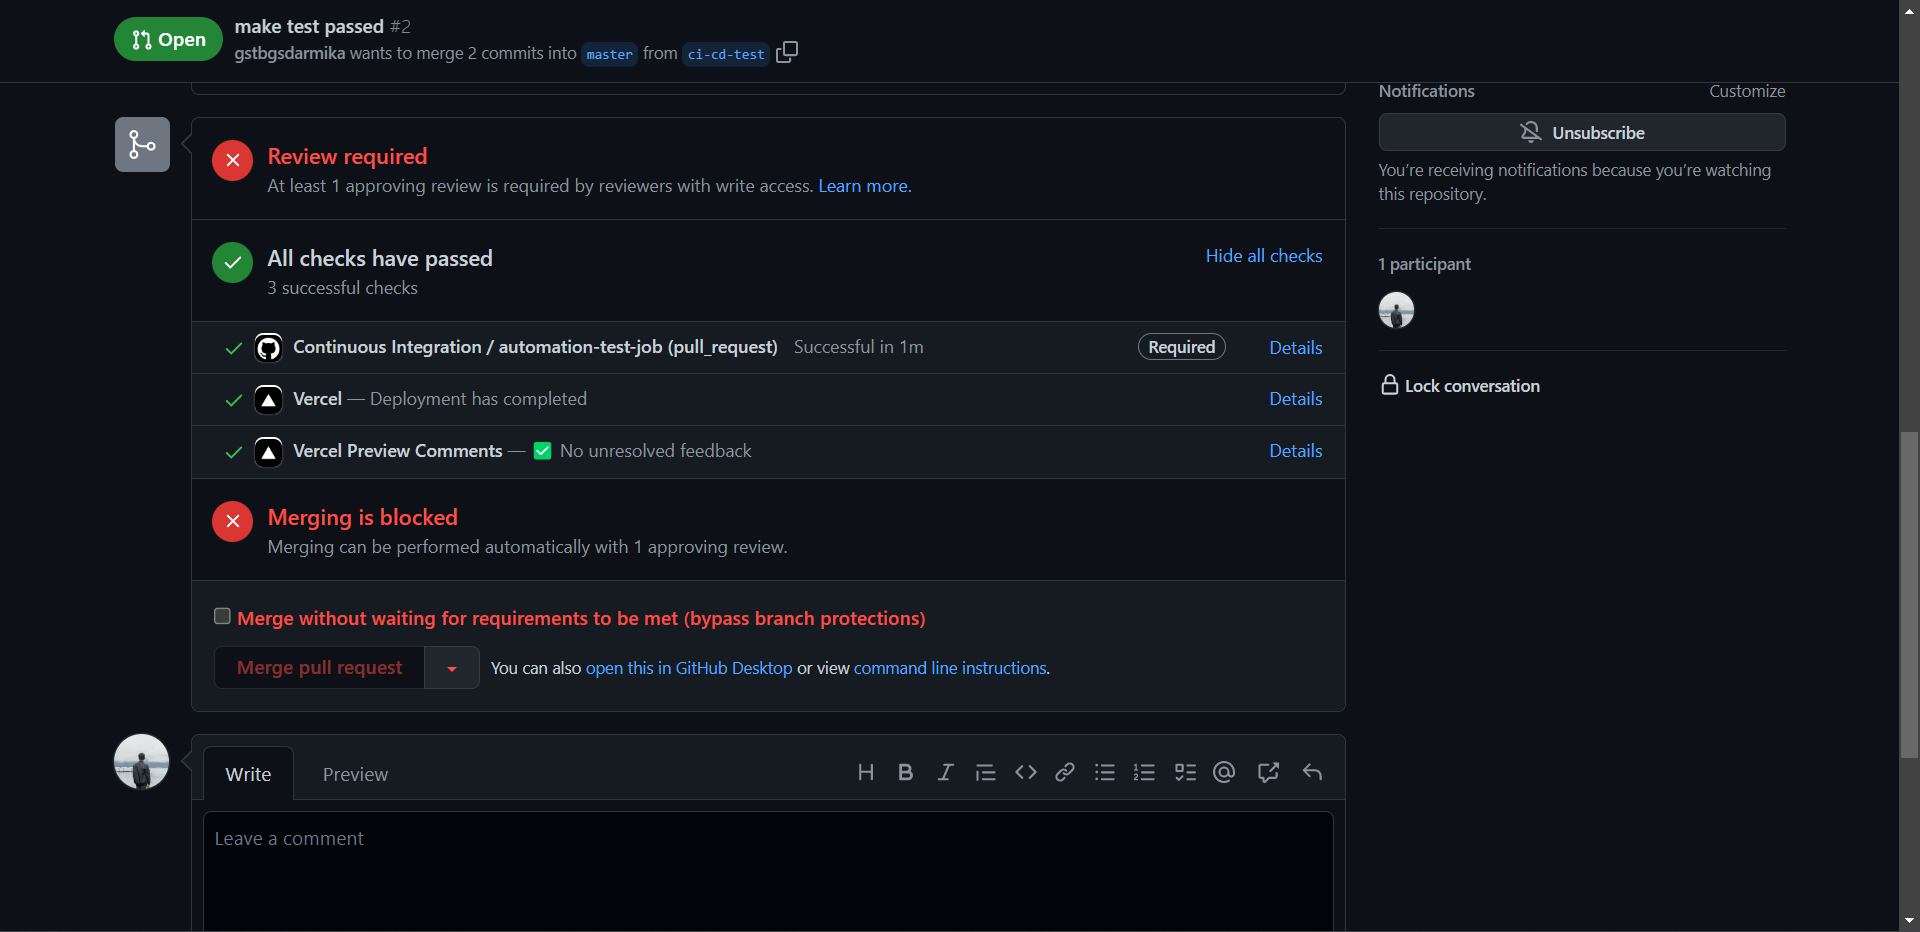 Open
make test passed #2
gstbgsdarmika wants to merge 2 commits into master from ci-cd-test
Review required
At least 1 approving review is required by reviewers with write access. Learn more.
All checks have passed
Hide all checks
3 successful checks
Continuous Integration / automation-test-job (pull_request) Successful in 1m Required Details
Vercel — Deployment has completed Details
Vercel Preview Comments — ✅ No unresolved feedback Details
Merging is blocked
Merging can be performed automatically with 1 approving review.
Merge without waiting for requirements to be met (bypass branch protections)
Merge pull request You can also open this in GitHub Desktop or view command line instructions.
Write Preview
Leave a comment
Notifications Customize
Unsubscribe
You’re receiving notifications because you’re watching
this repository.
1 participant
Lock conversation